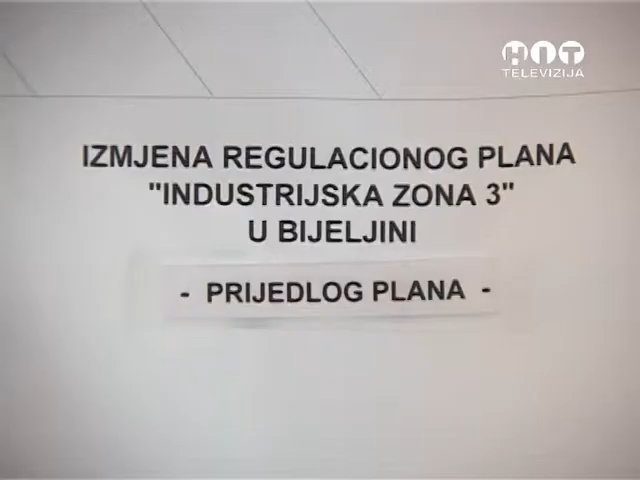 HIT
TELEVIZIJA
IZMJENA REGULACIONOG PLANA
"INDUSTRIJSKA ZONA 3"
U BIJELJINI
- PRIJEDLOG PLANA -